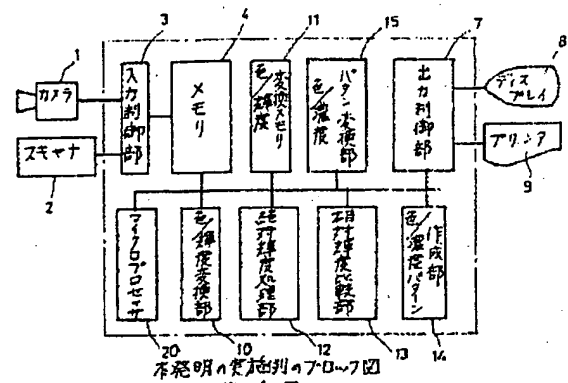 3
4
11
15
7
8
1
カメラ
入力制御部
メモリ
色/輝度
変換メモリ
パタン変換部
色/濃度
出力制御部
ディス
プレイ
スキャナ
2
プリンア
9
マイクロプロセッサ
色/輝度変換部
絶対輝度処理部
相対輝度比較部
色/濃度パタイン
作成部
20
10
12
13
14
本発明の実施例のブロック図